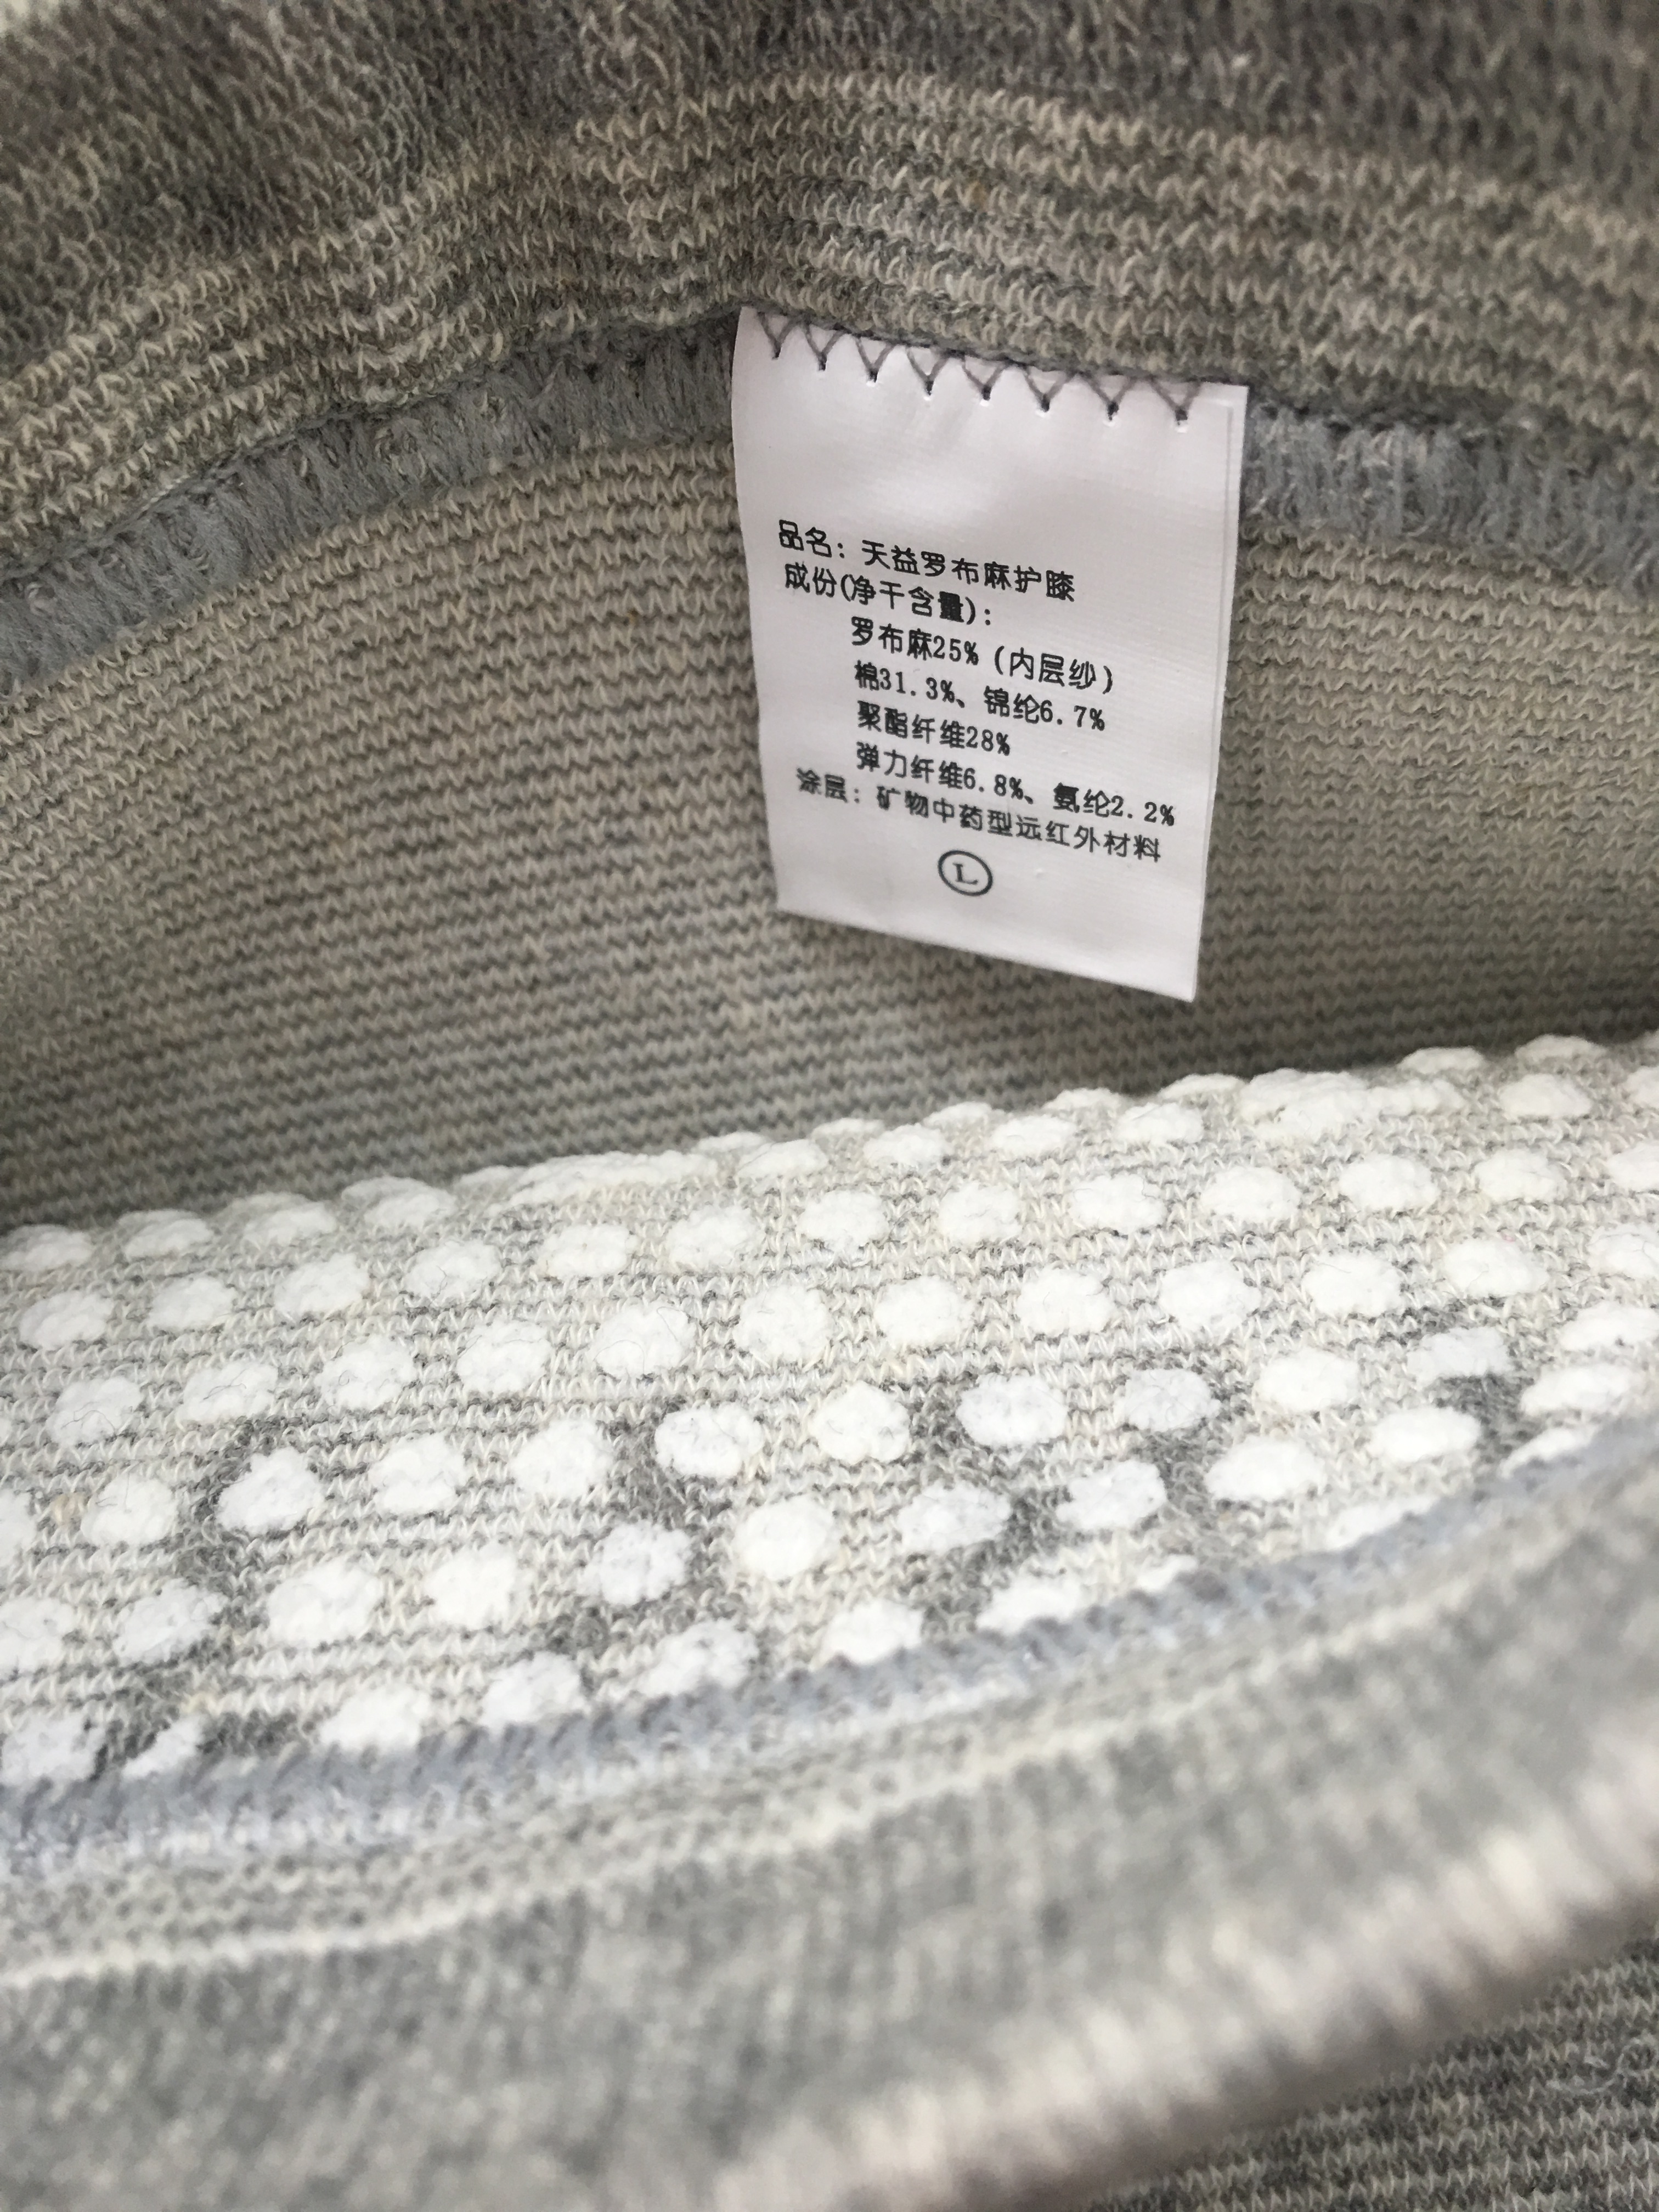 品名：天益罗布麻护膝
成份(净干含量)：
罗布麻25%（内层纱）
棉31.3%、锦纶6.7%
聚酯纤维28%
弹力纤维6.8%、氨纶2.2%
涂层：矿物中药型远红外材料
L